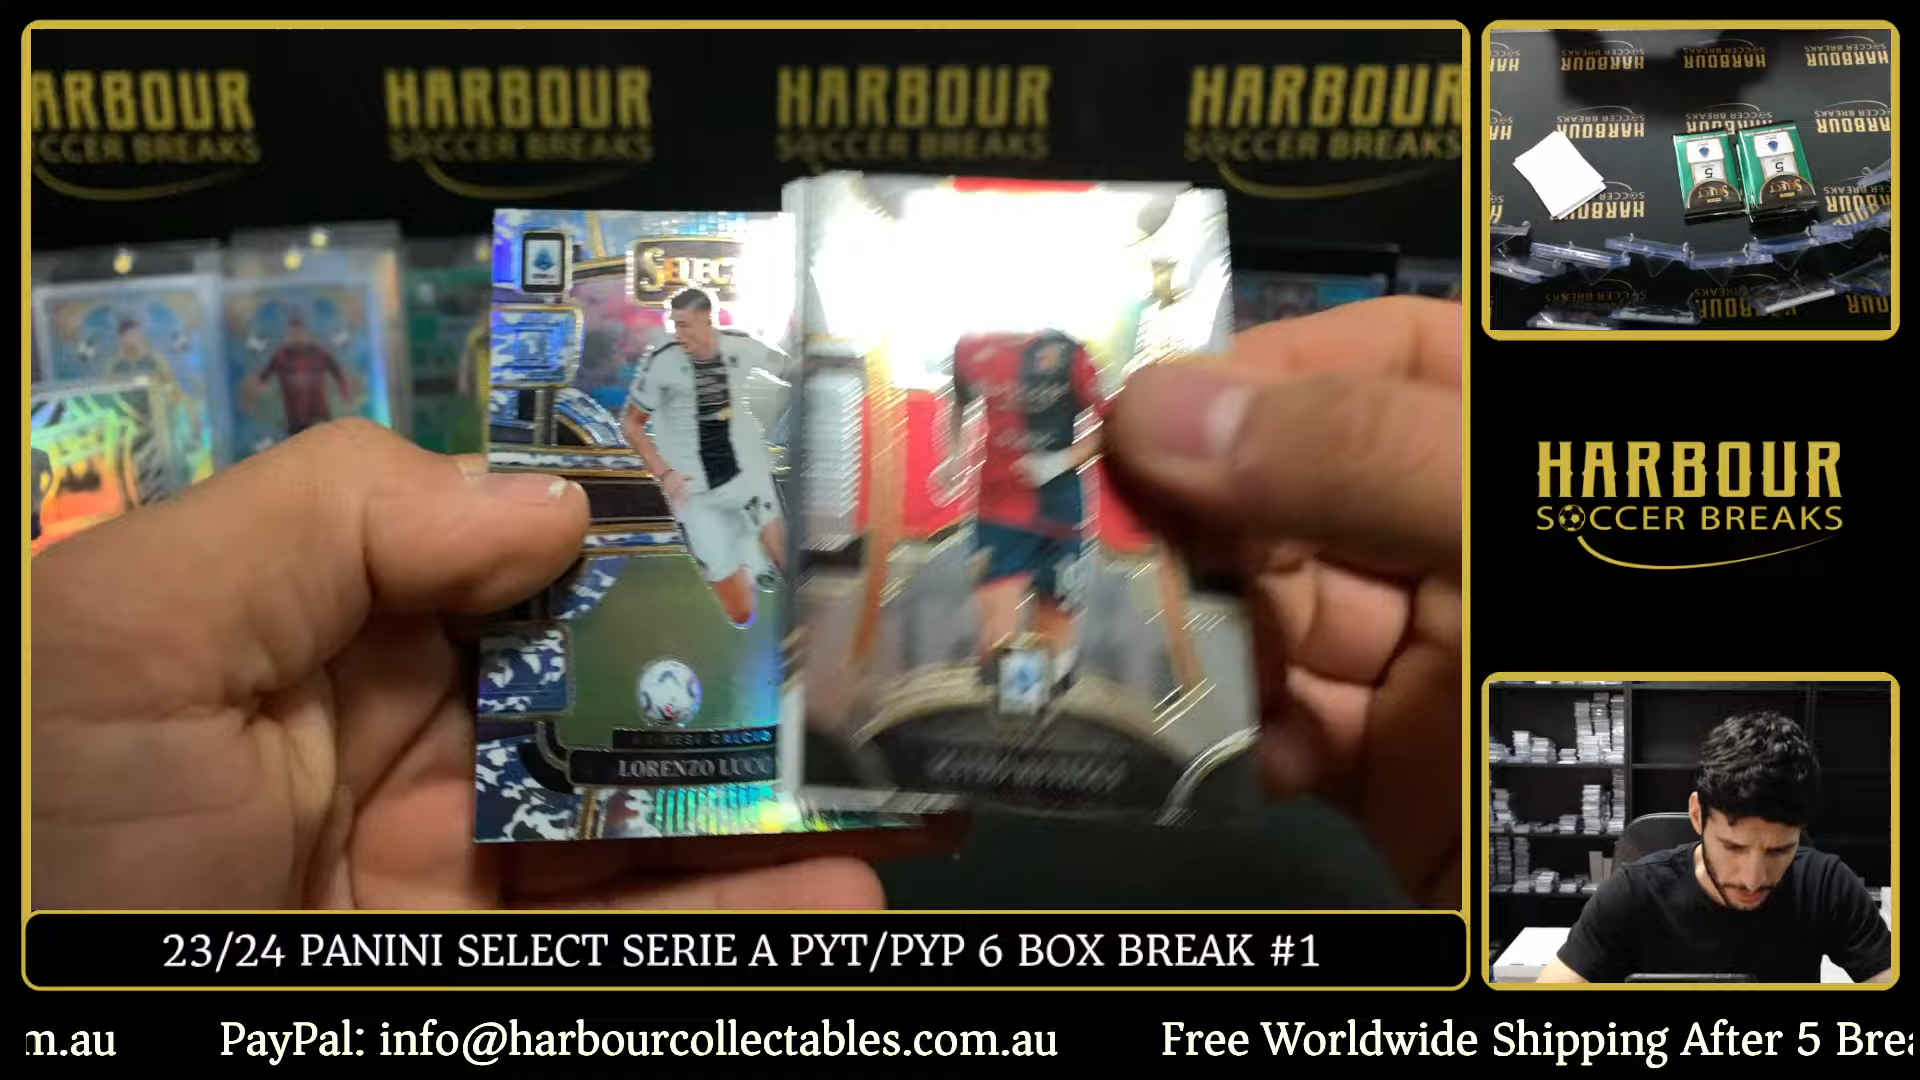 ARBOUR
CCER BREAKS
HARBOUR
SOCCER BREAKS
HARBOUR
SOCCER BREAKS
HARBOUR
SOCCER BREAKS
SELECT
LORENZO LUCC
HARBOUR
SOCCER BREAKS
23/24 PANINI SELECT SERIE A PYT/PYP 6 BOX BREAK #1
m.au PayPal: info@harbourcollectables.com.au Free Worldwide Shipping After 5 Brea